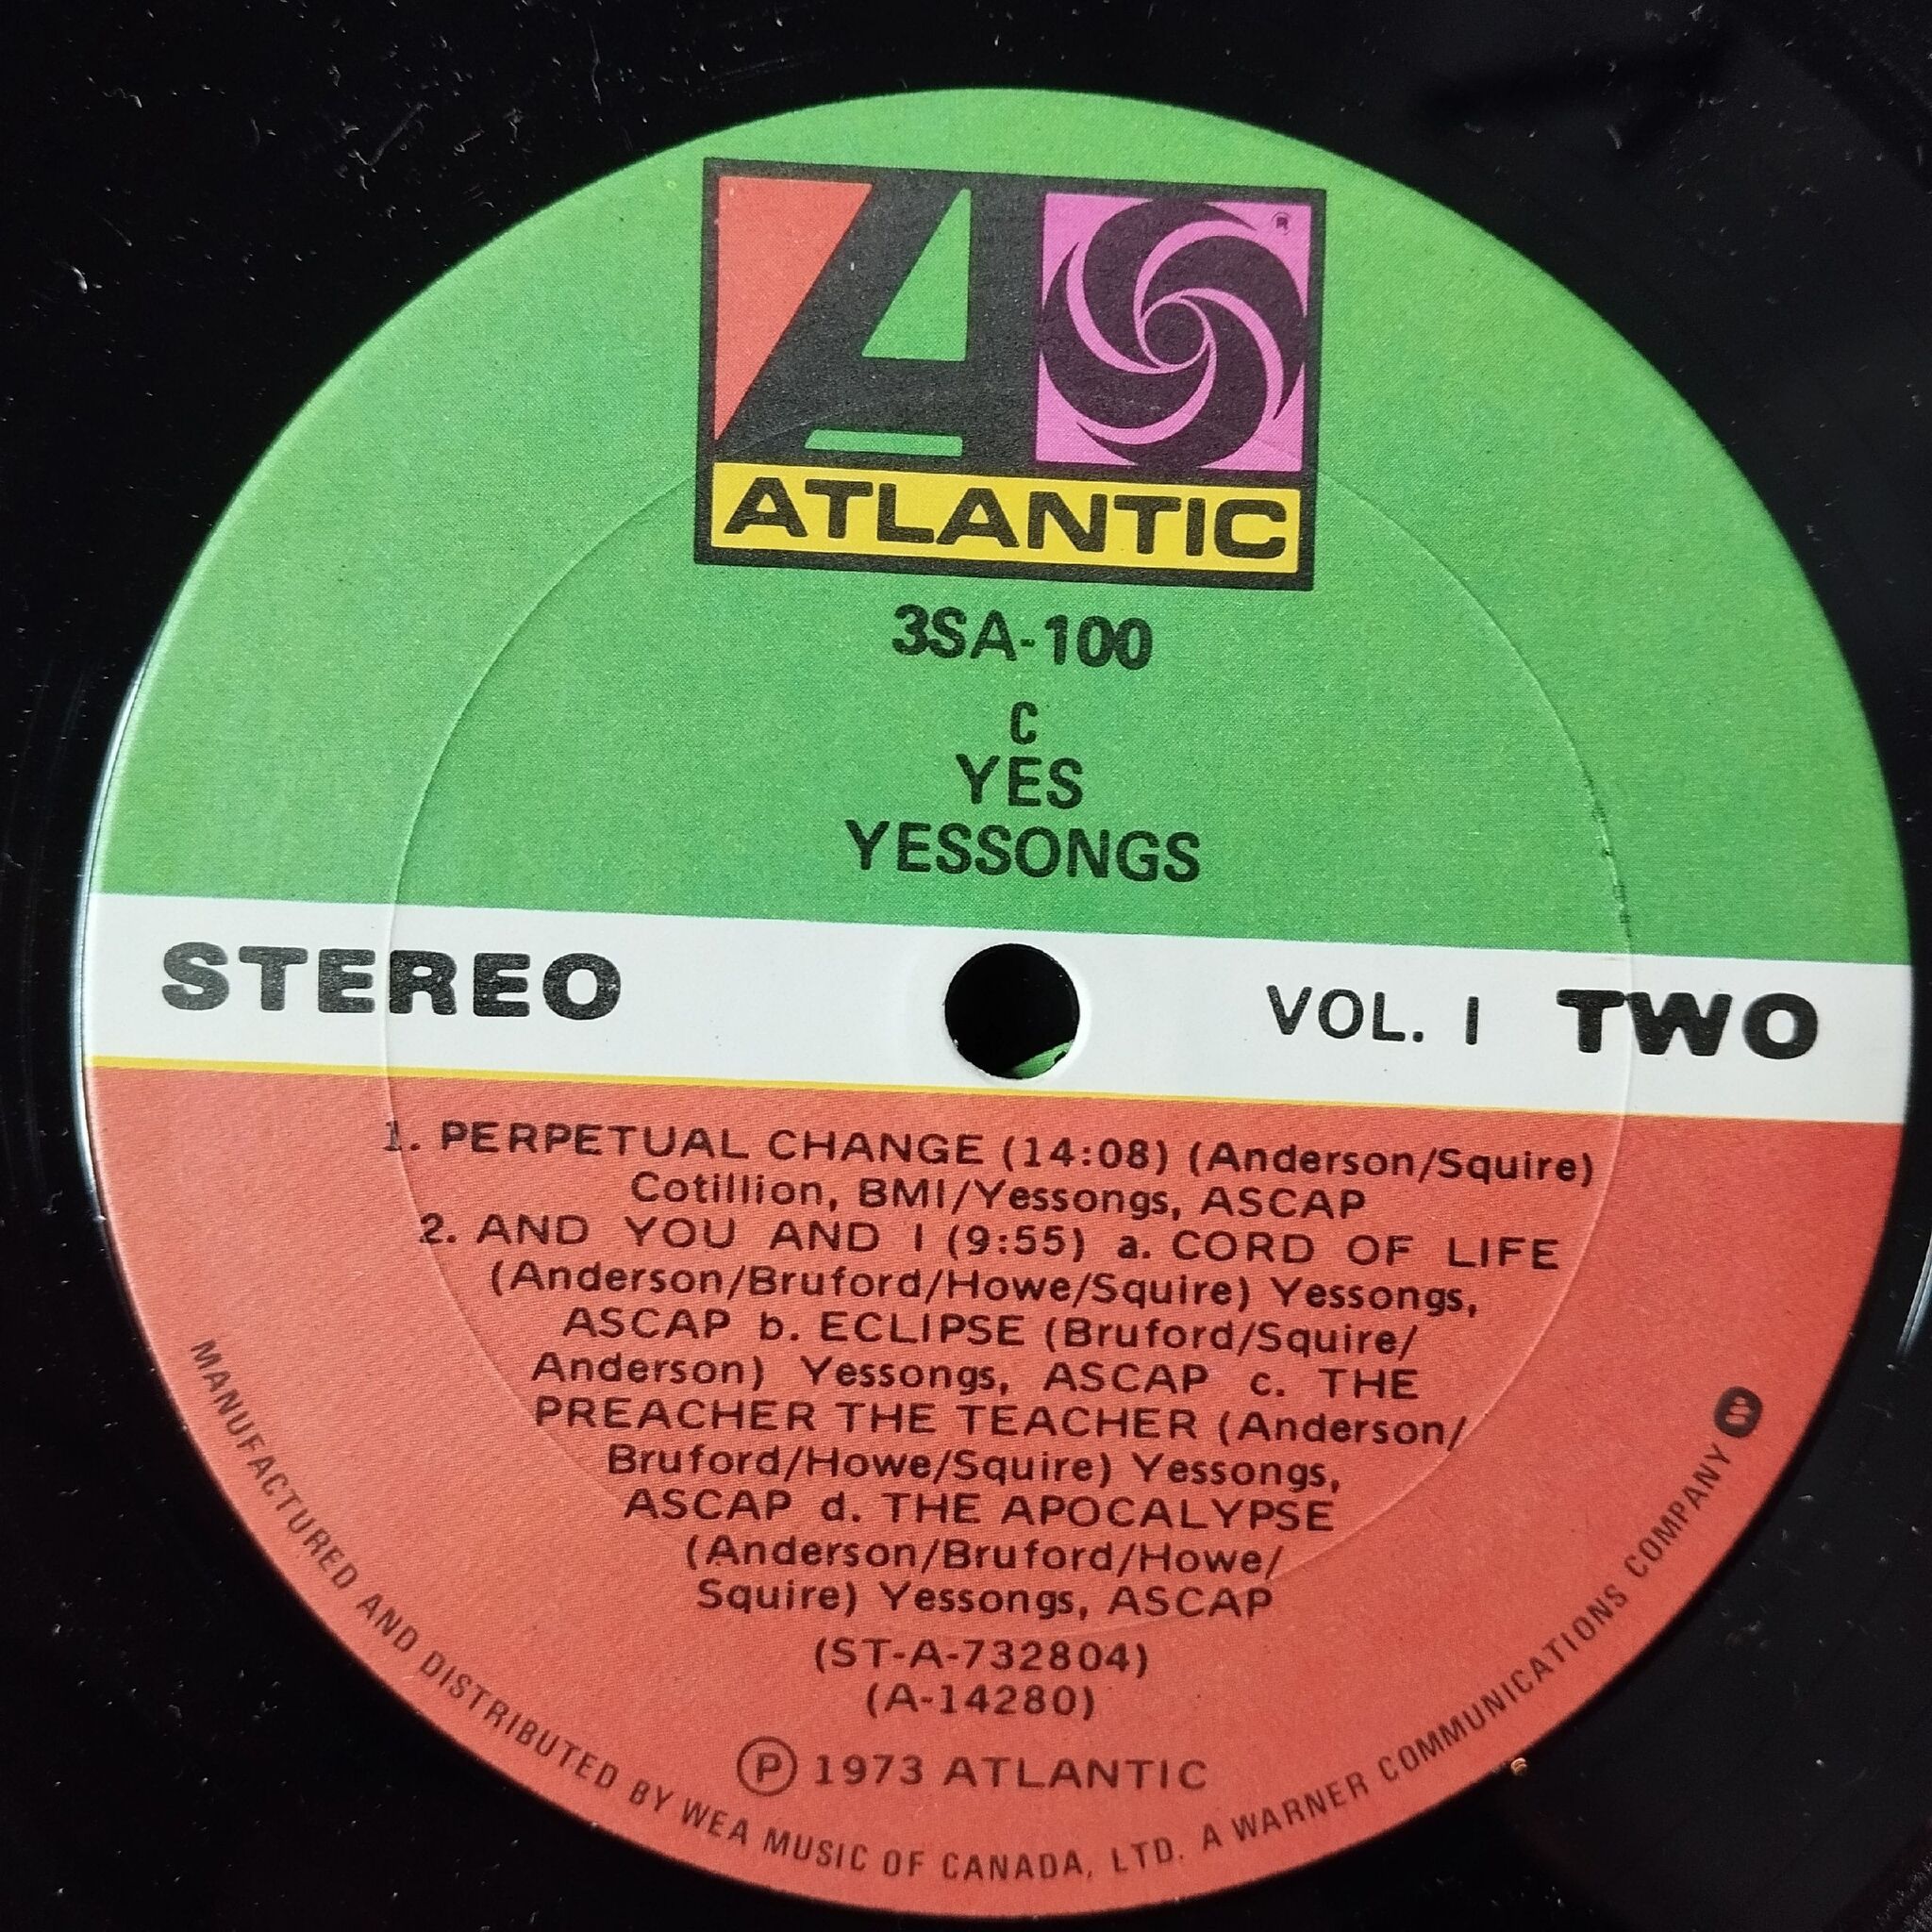 ATLANTIC
3SA-100
C
YES
YESSONGS
STEREO
VOL. I TWO
1. PERPETUAL CHANGE (14:08) (Anderson/Squire)
Cotillion, BMI/Yessongs, ASCAP
2. AND YOU AND I (9:55) a. CORD OF LIFE
(Anderson/Bruford/Howe/Squire) Yessongs,
ASCAP b. ECLIPSE (Bruford/Squire/
Anderson) Yessongs, ASCAP c. THE
PREACHER THE TEACHER (Anderson/
Bruford/Howe/Squire) Yessongs,
ASCAP d. THE APOCALYPSE
(Anderson/Bruford/Howe/
Squire) Yessongs, ASCAP
(ST-A-732804)
(A-14280)
Ⓟ 1973 ATLANTIC
MANUFACTURED AND DISTRIBUTED BY WEA MUSIC OF CANADA, LTD. A WARNER COMMUNICATIONS COMPANY